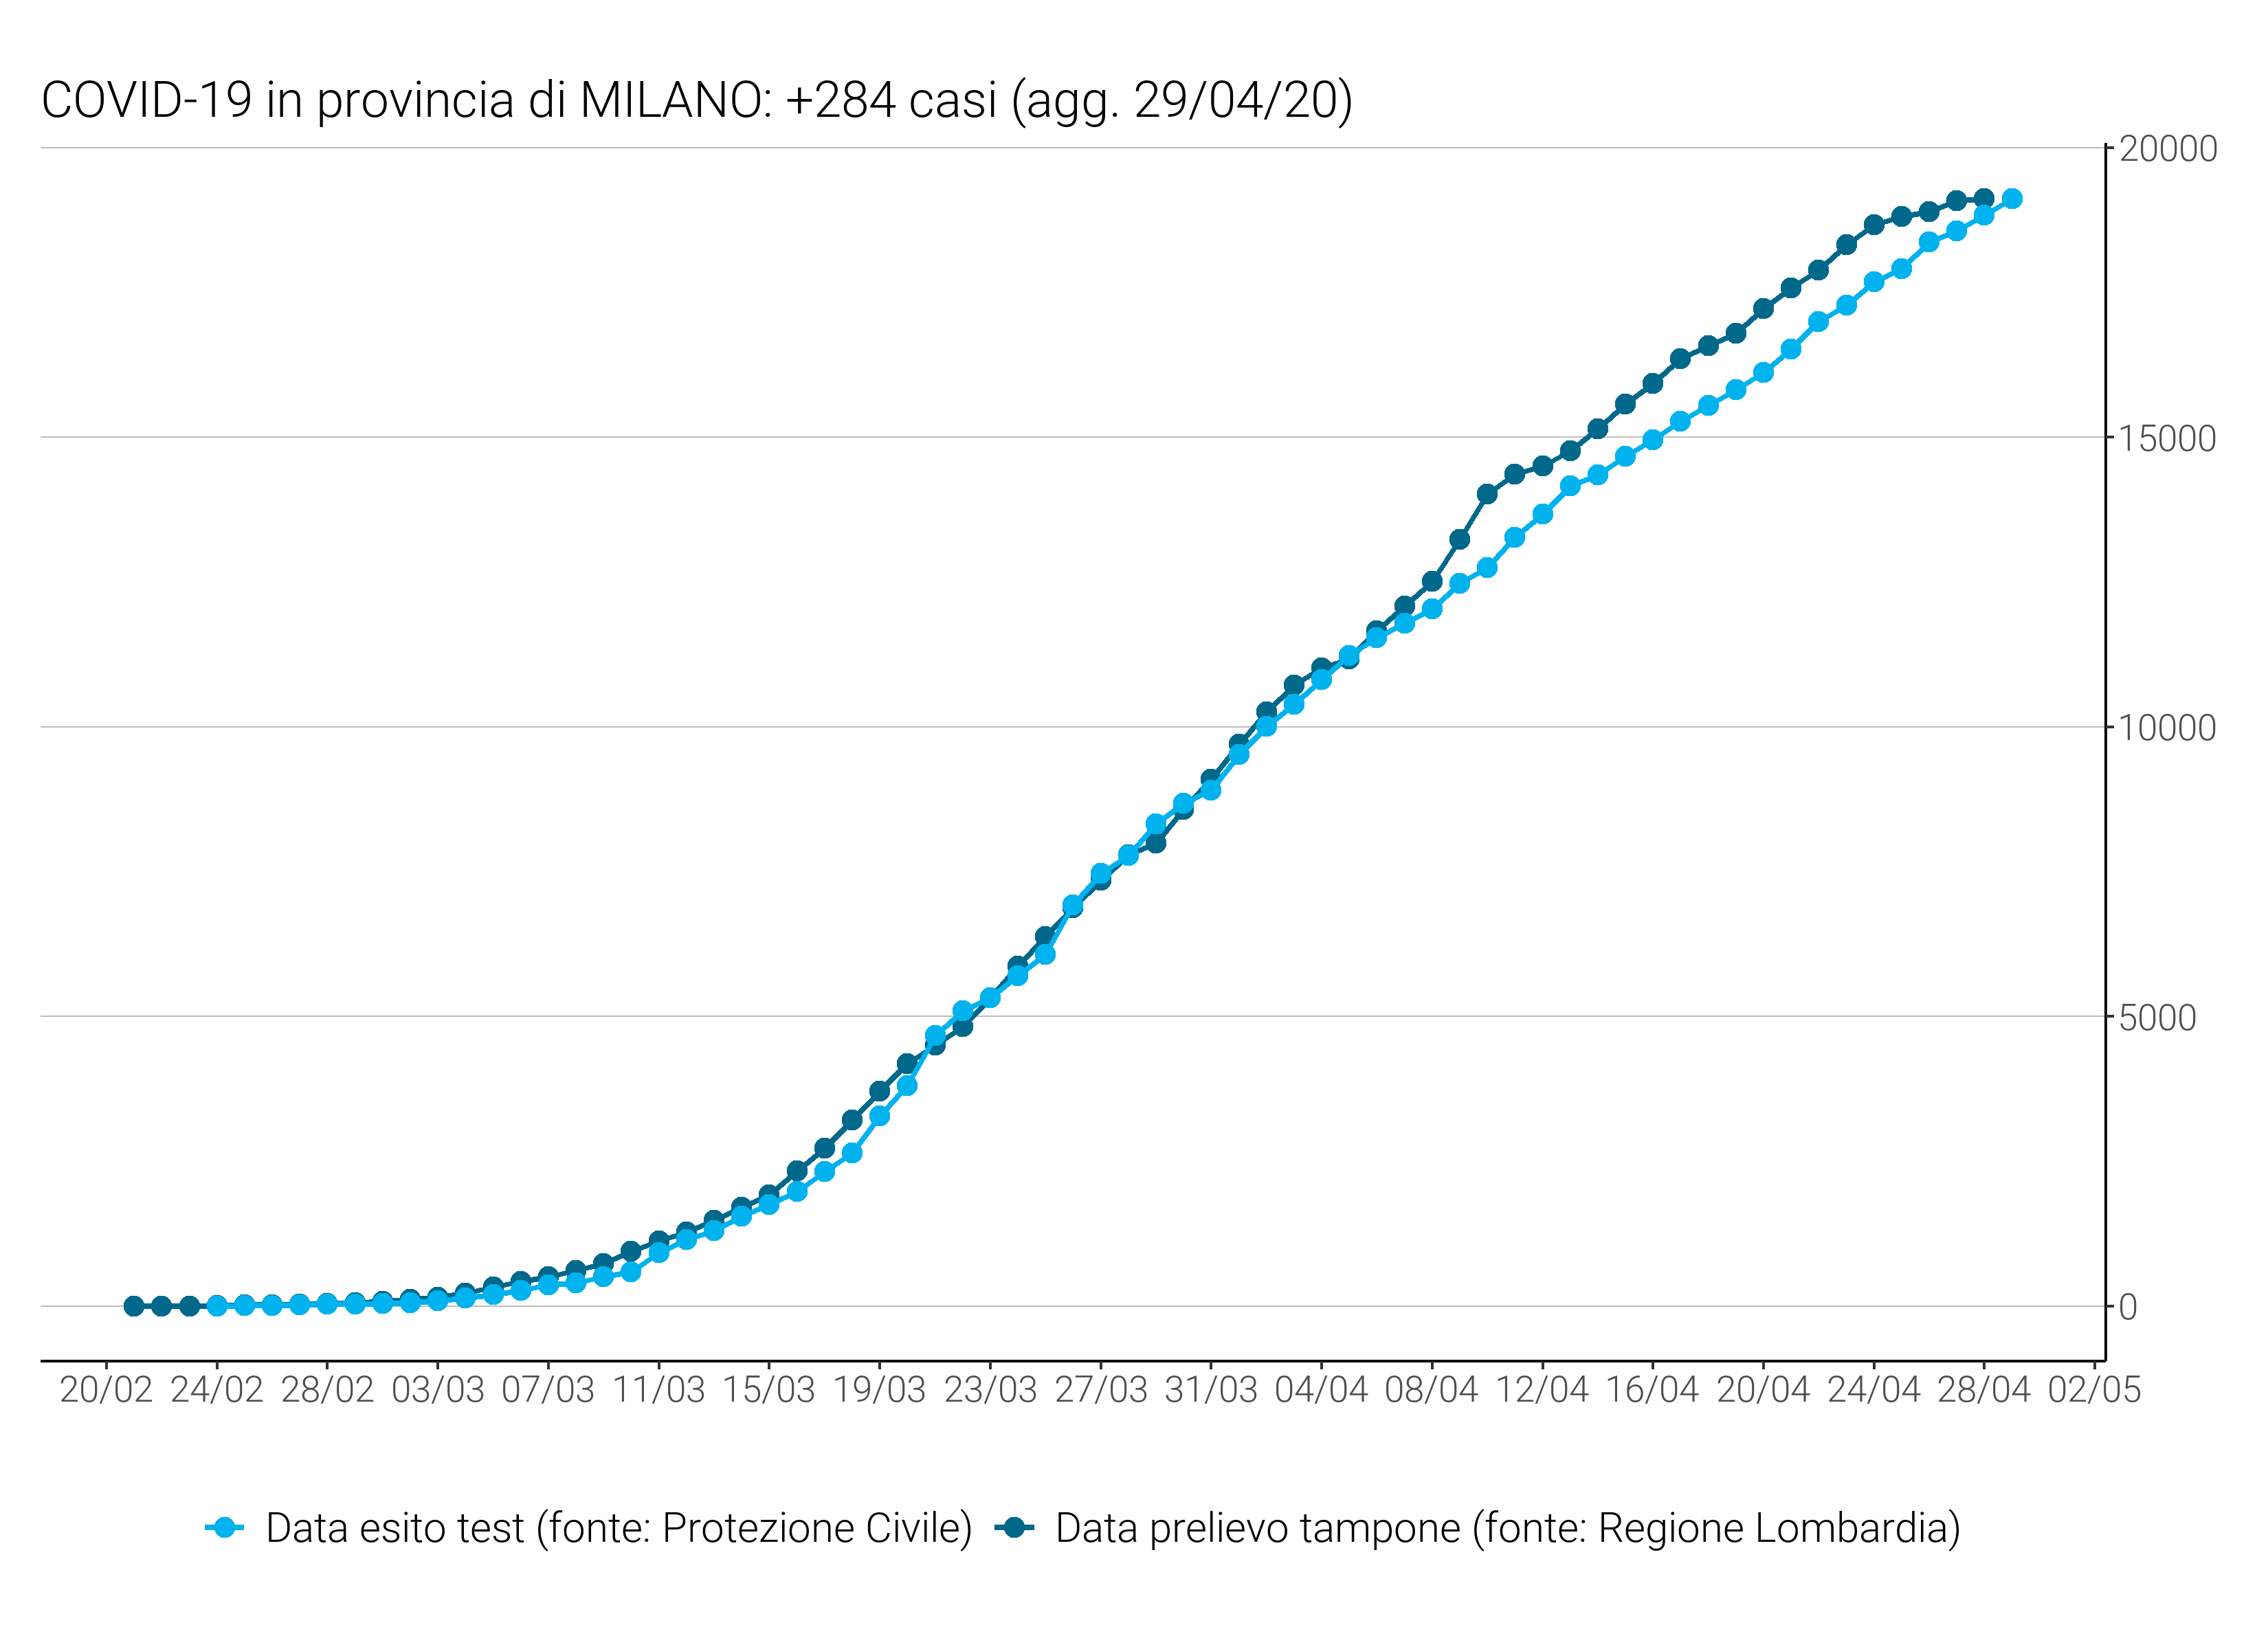 COVID-19 in provincia di MILANO: +284 casi (agg. 29/04/20)
20000
15000
10000
5000
0
20/02 24/02 28/02 03/03 07/03 11/03 15/03 19/03 23/03 27/03 31/03 04/04 08/04 12/04 16/04 20/04 24/04 28/04 02/05
Data esito test (fonte: Protezione Civile) Data prelievo tampone (fonte: Regione Lombardia)